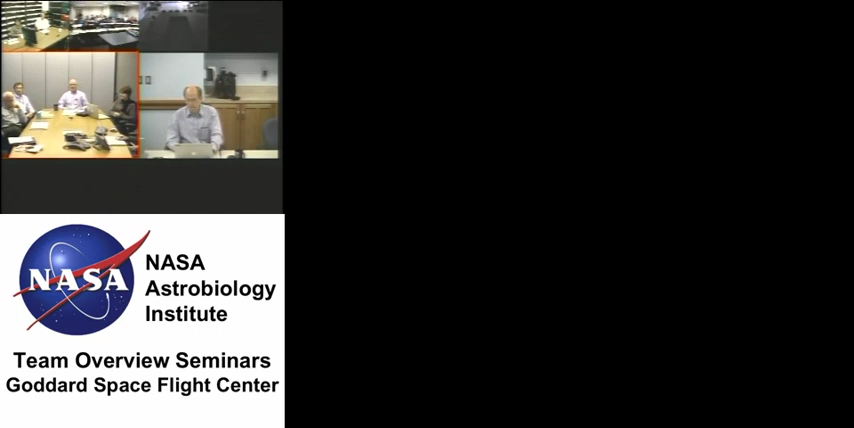 NASA
NASA
Astrobiology
Institute
Team Overview Seminars
Goddard Space Flight Center